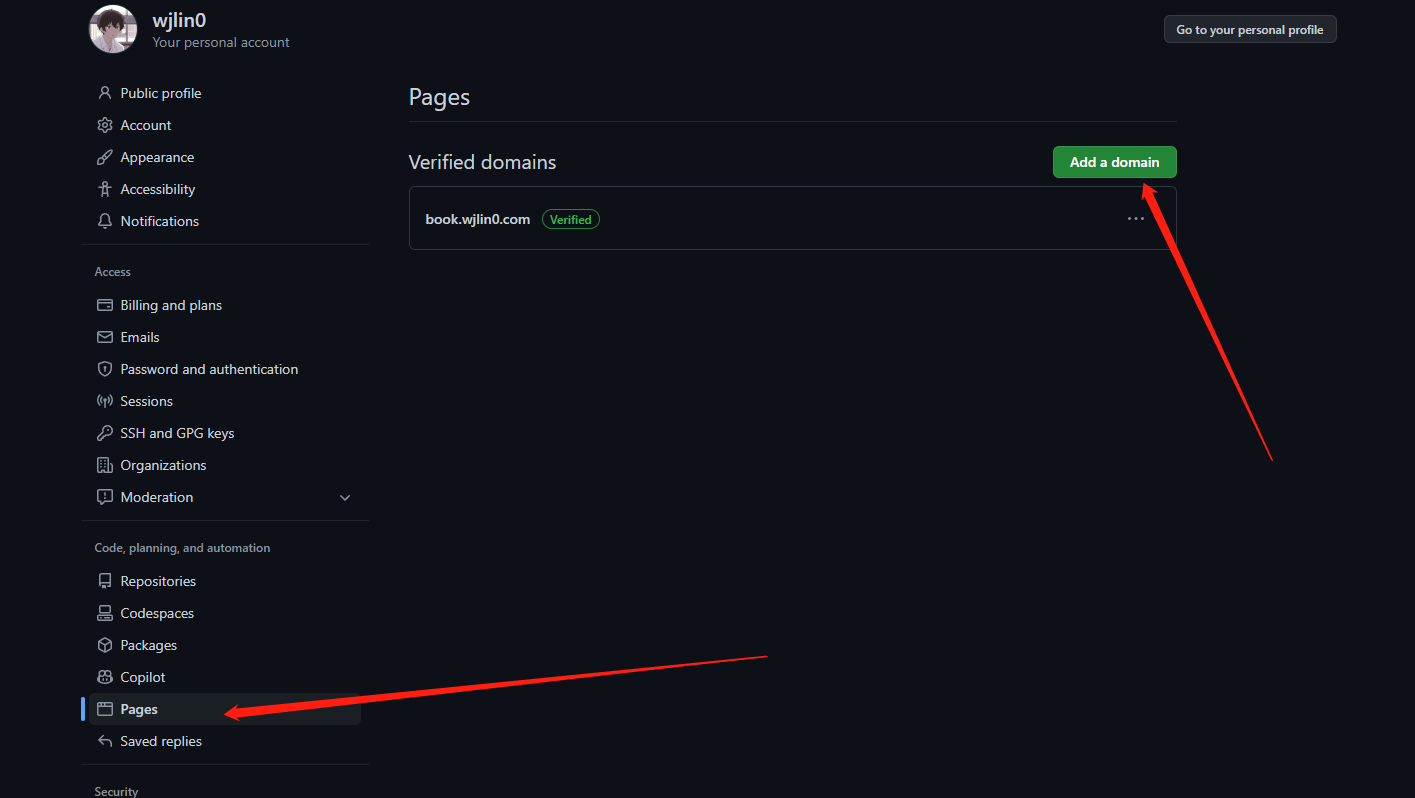 wjlin0
Your personal account
Go to your personal profile
Public profile
Account
Appearance
Accessibility
Notifications
Access
Billing and plans
Emails
Password and authentication
Sessions
SSH and GPG keys
Organizations
Moderation
Code, planning, and automation
Repositories
Codespaces
Packages
Copilot
Pages
Saved replies
Security
Pages
Verified domains
Add a domain
book.wjlin0.com Verified